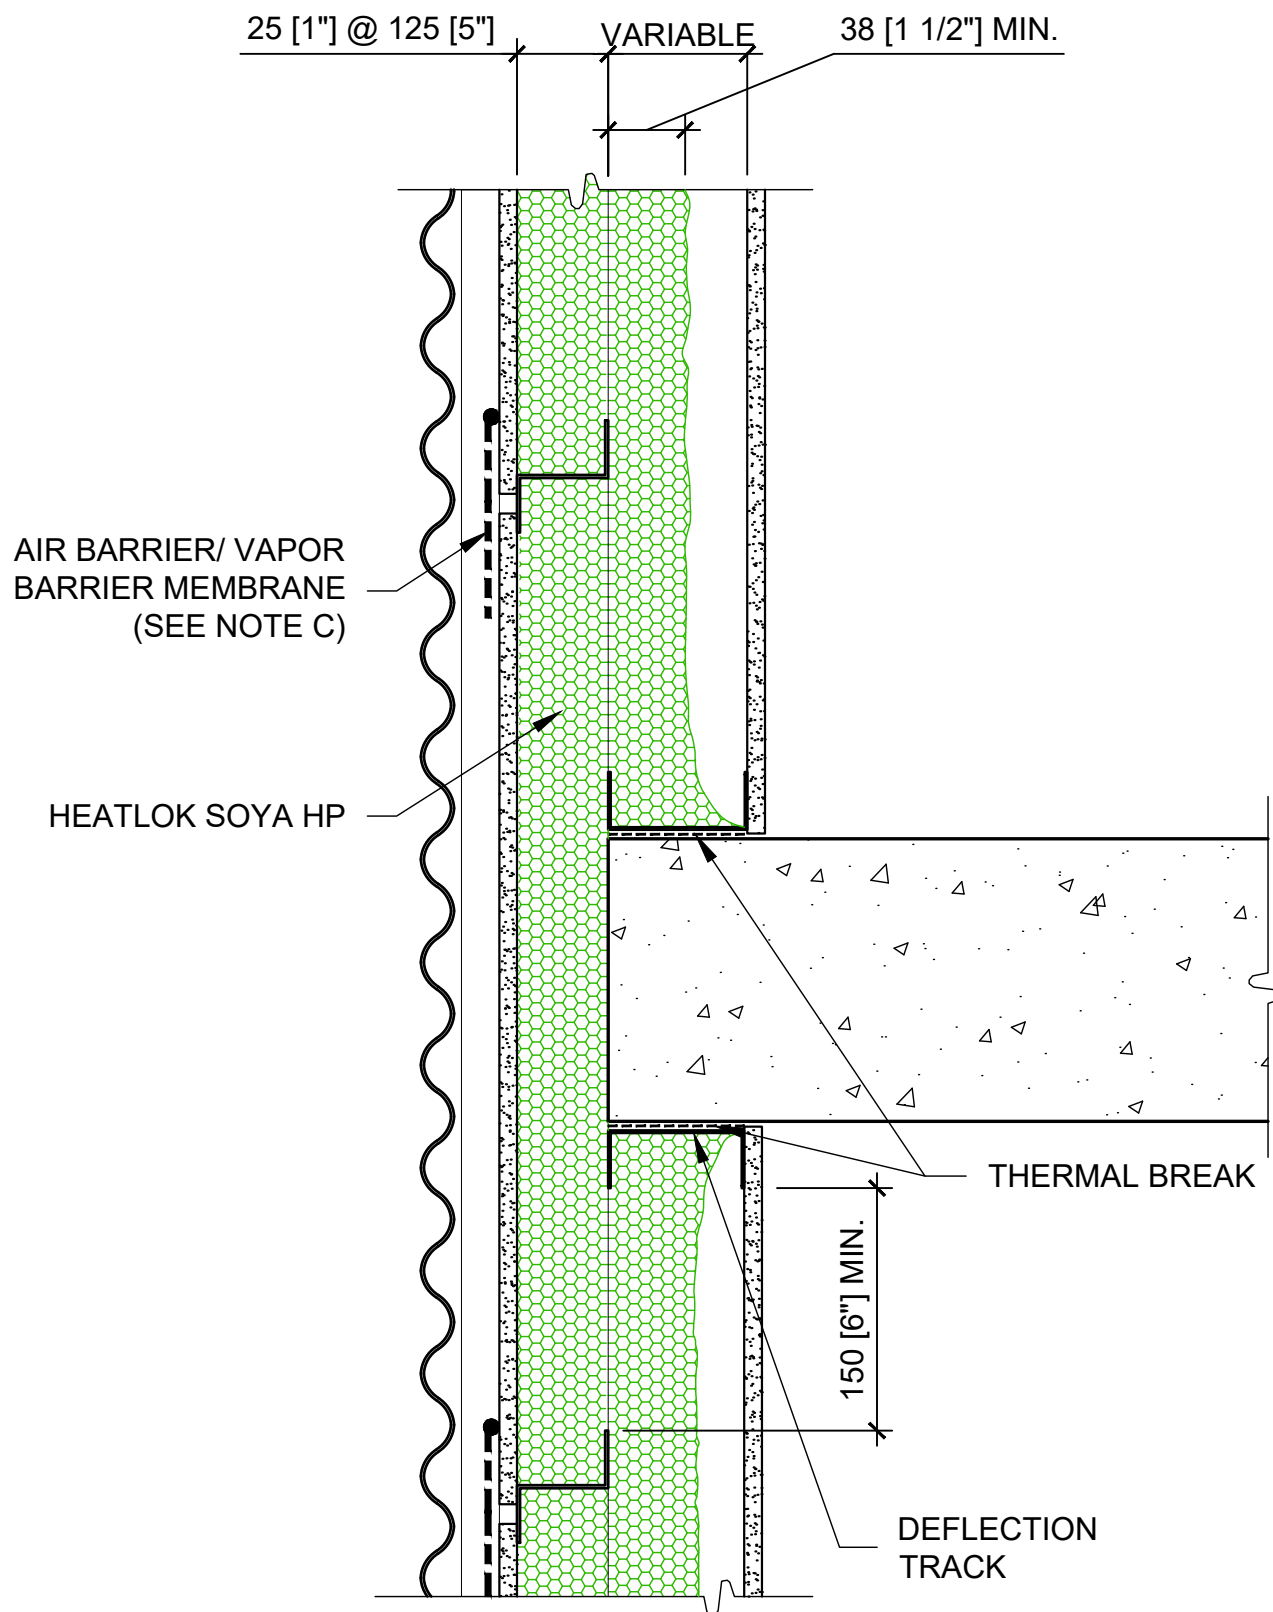 25 [1"] @ 125 [5"]
VARIABLE
38 [1 1/2"] MIN.
AIR BARRIER/ VAPOR
BARRIER MEMBRANE
(SEE NOTE C)
HEATLOK SOYA HP
THERMAL BREAK
150 [6"] MIN.
DEFLECTION
TRACK